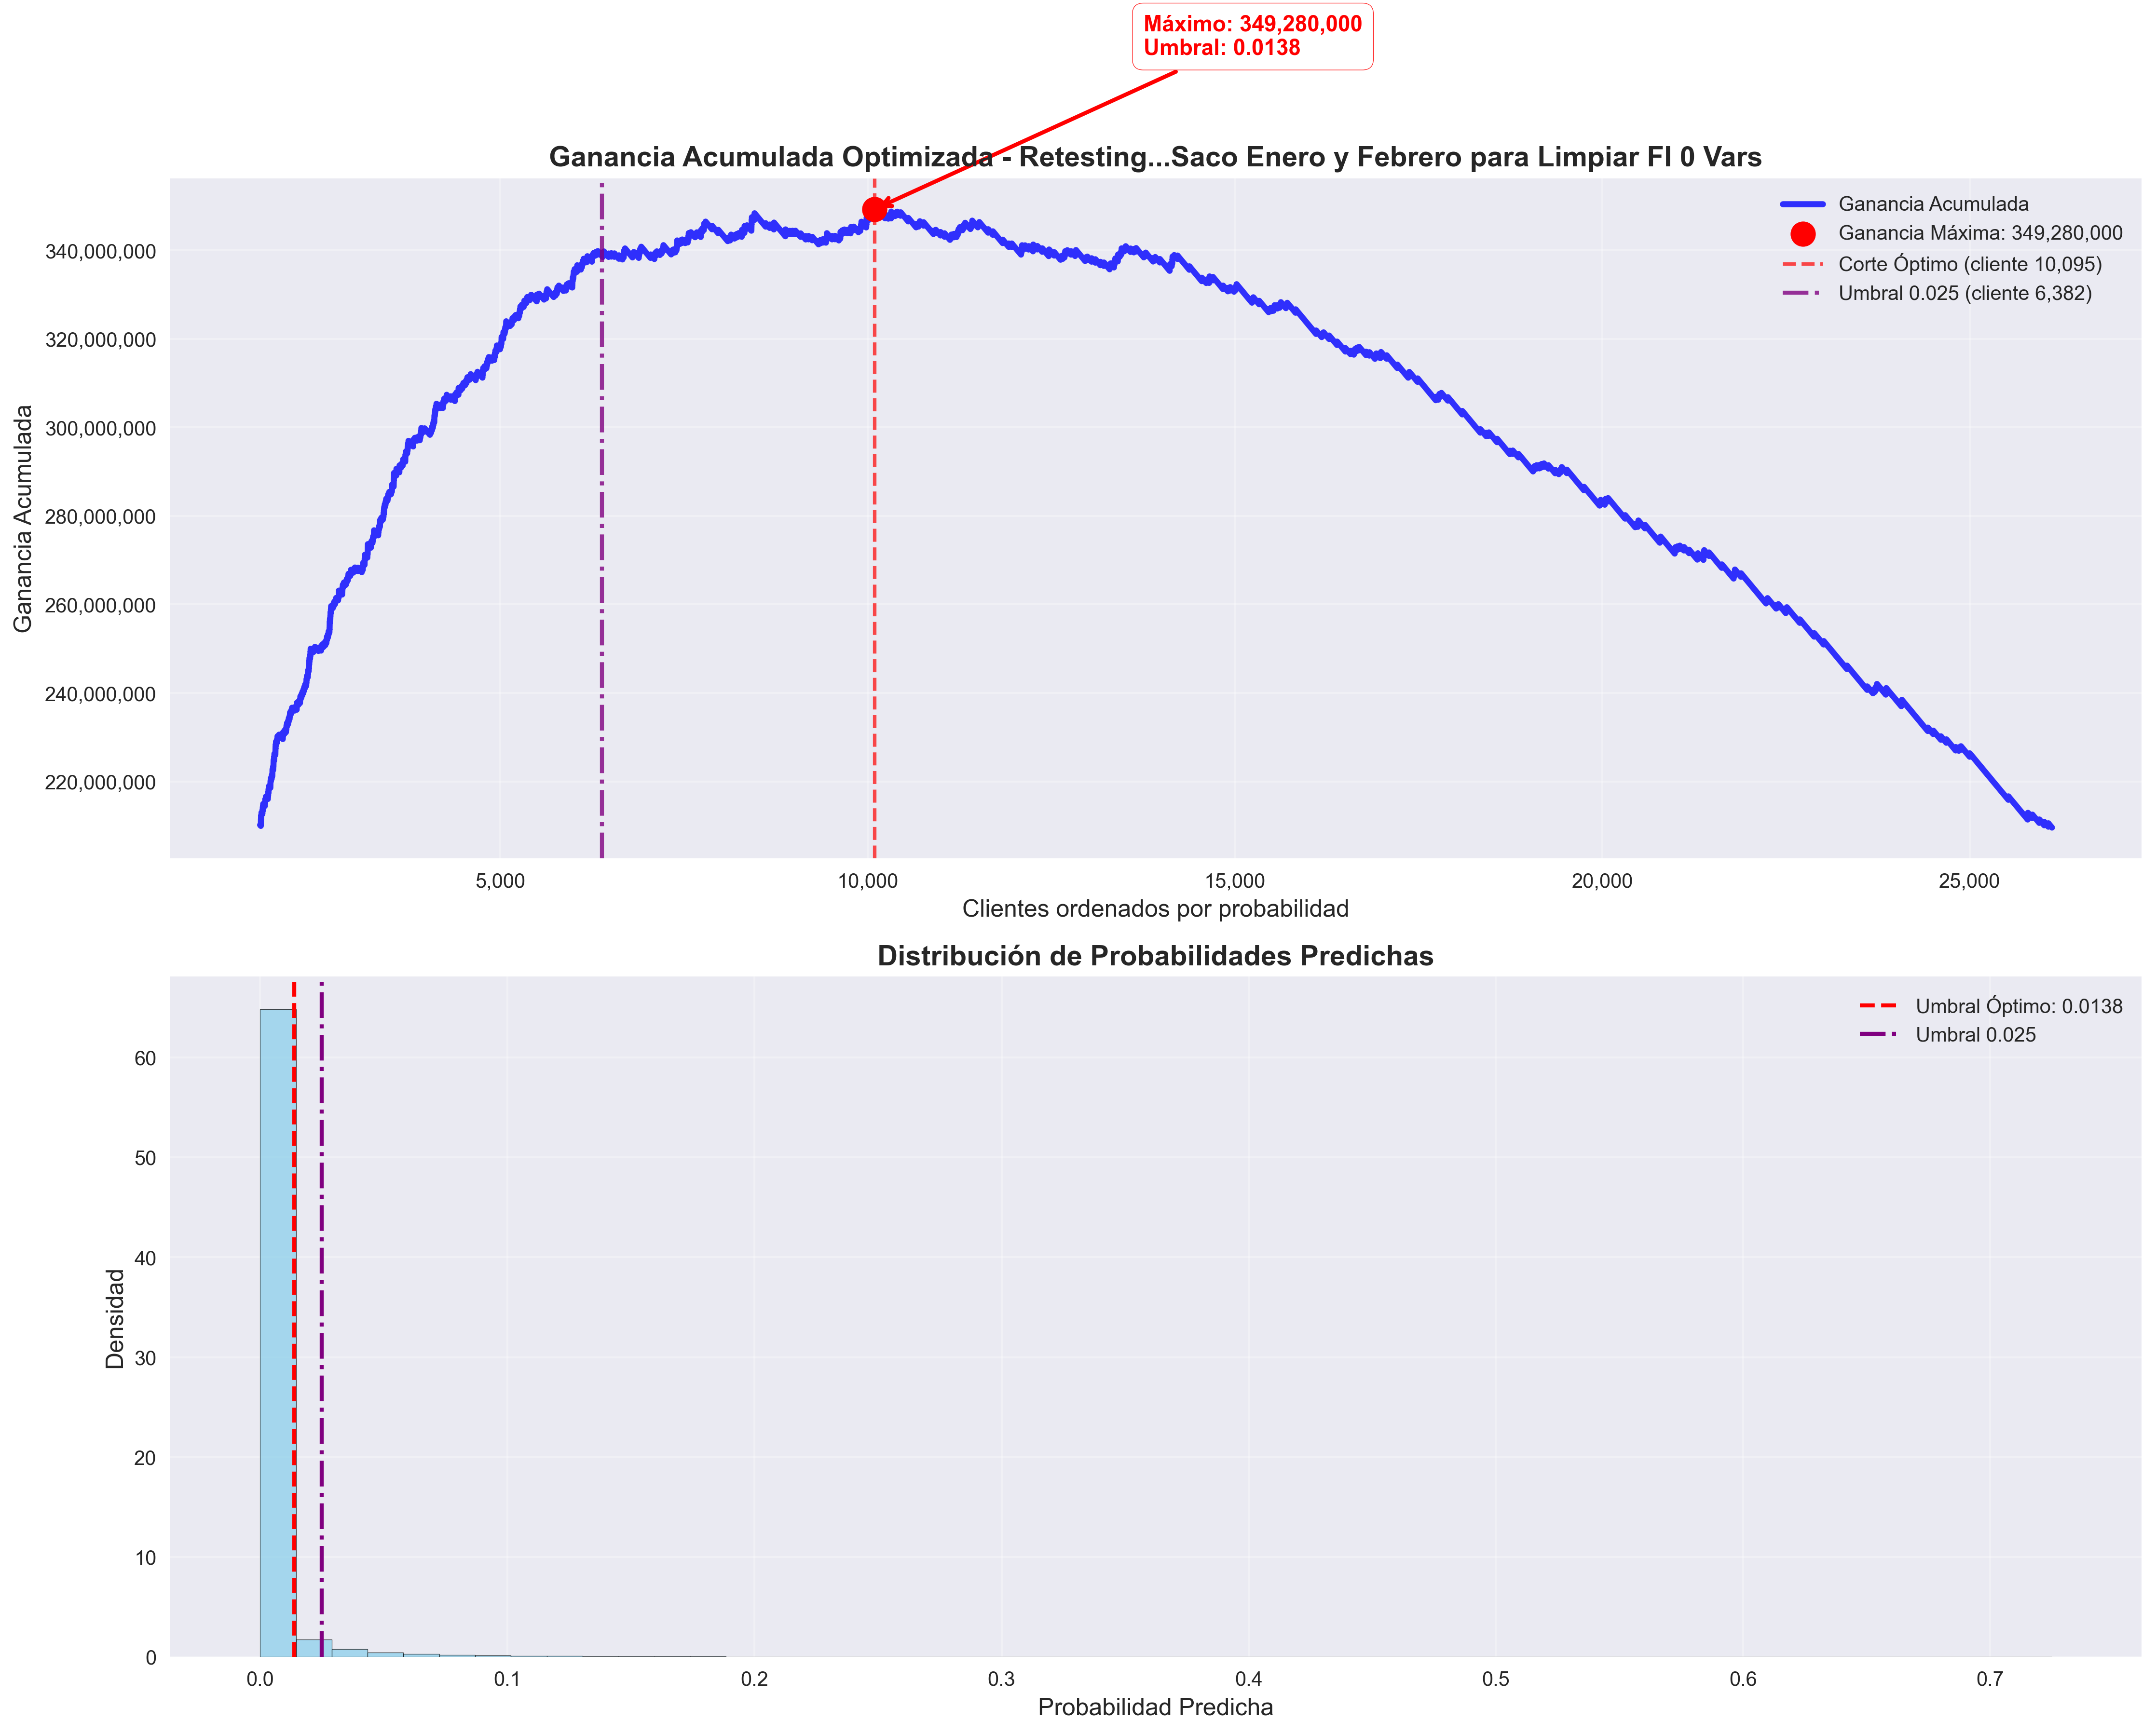 Máximo: 349,280,000
Umbral: 0.0138
Ganancia Acumulada Optimizada - Retesting...Saco Enero y Febrero para Limpiar FI 0 Vars
Ganancia Acumulada
Ganancia Máxima: 349,280,000
Corte Óptimo (cliente 10,095)
Umbral 0.025 (cliente 6,382)
Ganancia Acumulada
340,000,000
320,000,000
300,000,000
280,000,000
260,000,000
240,000,000
220,000,000
5,000
10,000
15,000
20,000
25,000
Clientes ordenados por probabilidad
Distribución de Probabilidades Predichas
Umbral Óptimo: 0.0138
Umbral 0.025
Densidad
60
50
40
30
20
10
0
0.0
0.1
0.2
0.3
0.4
0.5
0.6
0.7
Probabilidad Predicha